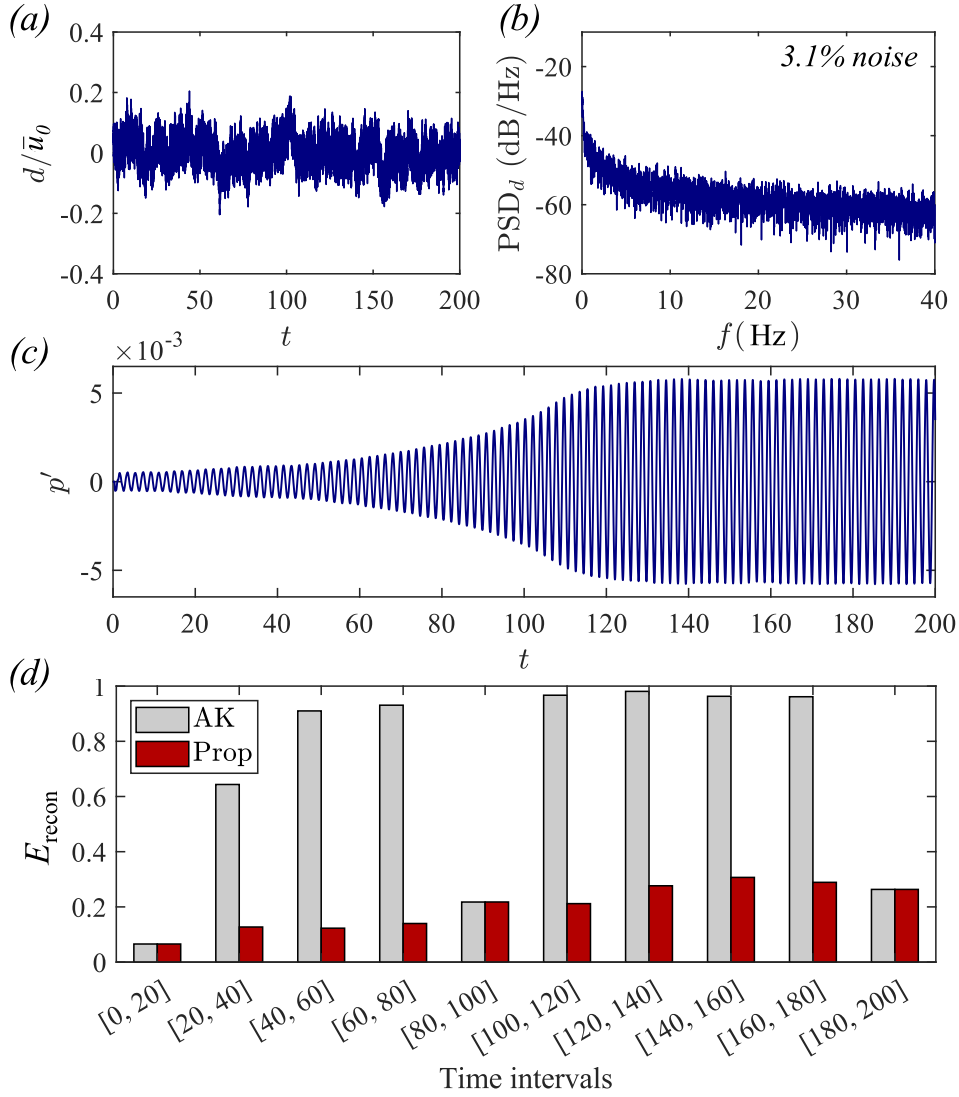 (a)
0.4
0.2
0
-0.2
-0.4
d/ū₀
0 50 100 150 200
t
(b)
3.1% noise
-20
-40
-60
-80
PSD_d (dB/Hz)
0 10 20 30 40
f(Hz)
(c)
×10⁻³
5
0
-5
p′
0 20 40 60 80 100 120 140 160 180 200
t
(d)
1
0.8
0.6
0.4
0.2
0
E_recon
AK
Prop
[0, 20] [20, 40] [40, 60] [60, 80] [80, 100] [100, 120] [120, 140] [140, 160] [160, 180] [180, 200]
Time intervals